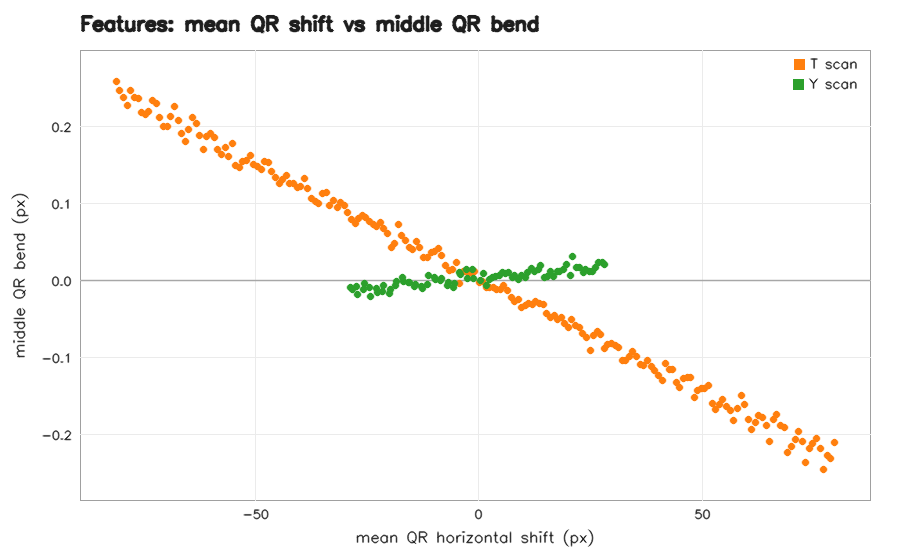 Features: mean QR shift vs middle QR bend
T scan
Y scan
0.2
0.1
0.0
−0.1
−0.2
middle QR bend (px)
−50
0
50
mean QR horizontal shift (px)